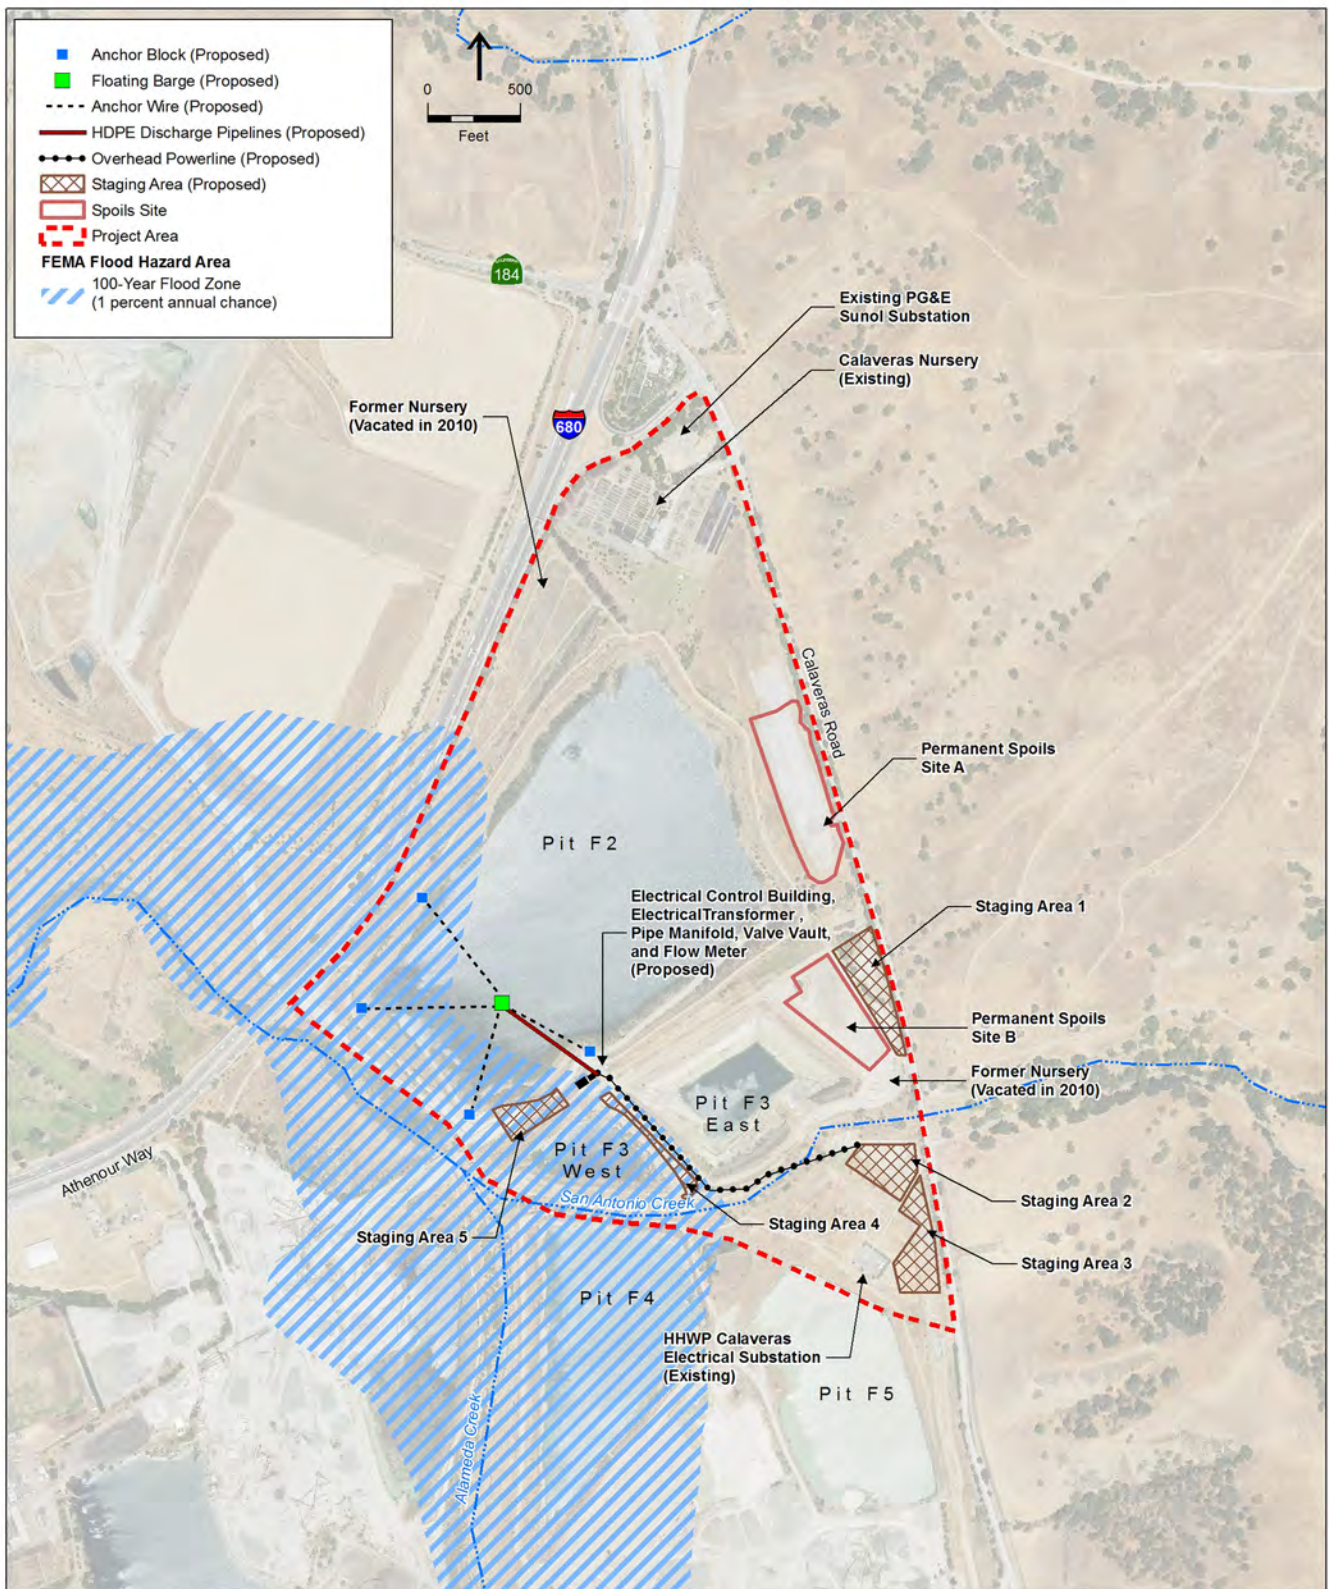 Anchor Block (Proposed)
Floating Barge (Proposed)
Anchor Wire (Proposed)
HDPE Discharge Pipelines (Proposed)
Overhead Powerline (Proposed)
Staging Area (Proposed)
Spoils Site
Project Area
FEMA Flood Hazard Area
100-Year Flood Zone
(1 percent annual chance)
0 500
Feet
184
Existing PG&E
Sunol Substation
Calaveras Nursery
(Existing)
Former Nursery
(Vacated in 2010)
680
Calaveras Road
Permanent Spoils
Site A
Pit F2
Electrical Control Building,
ElectricalTransformer ,
Pipe Manifold, Valve Vault,
and Flow Meter
(Proposed)
Staging Area 1
Permanent Spoils
Site B
Former Nursery
(Vacated in 2010)
Pit F3
East
Pit F3
West
Athenour Way
San Antonio Creek
Staging Area 2
Staging Area 4
Staging Area 5
Staging Area 3
Pit F4
HHWP Calaveras
Electrical Substation
(Existing)
Pit F5
Alameda Creek